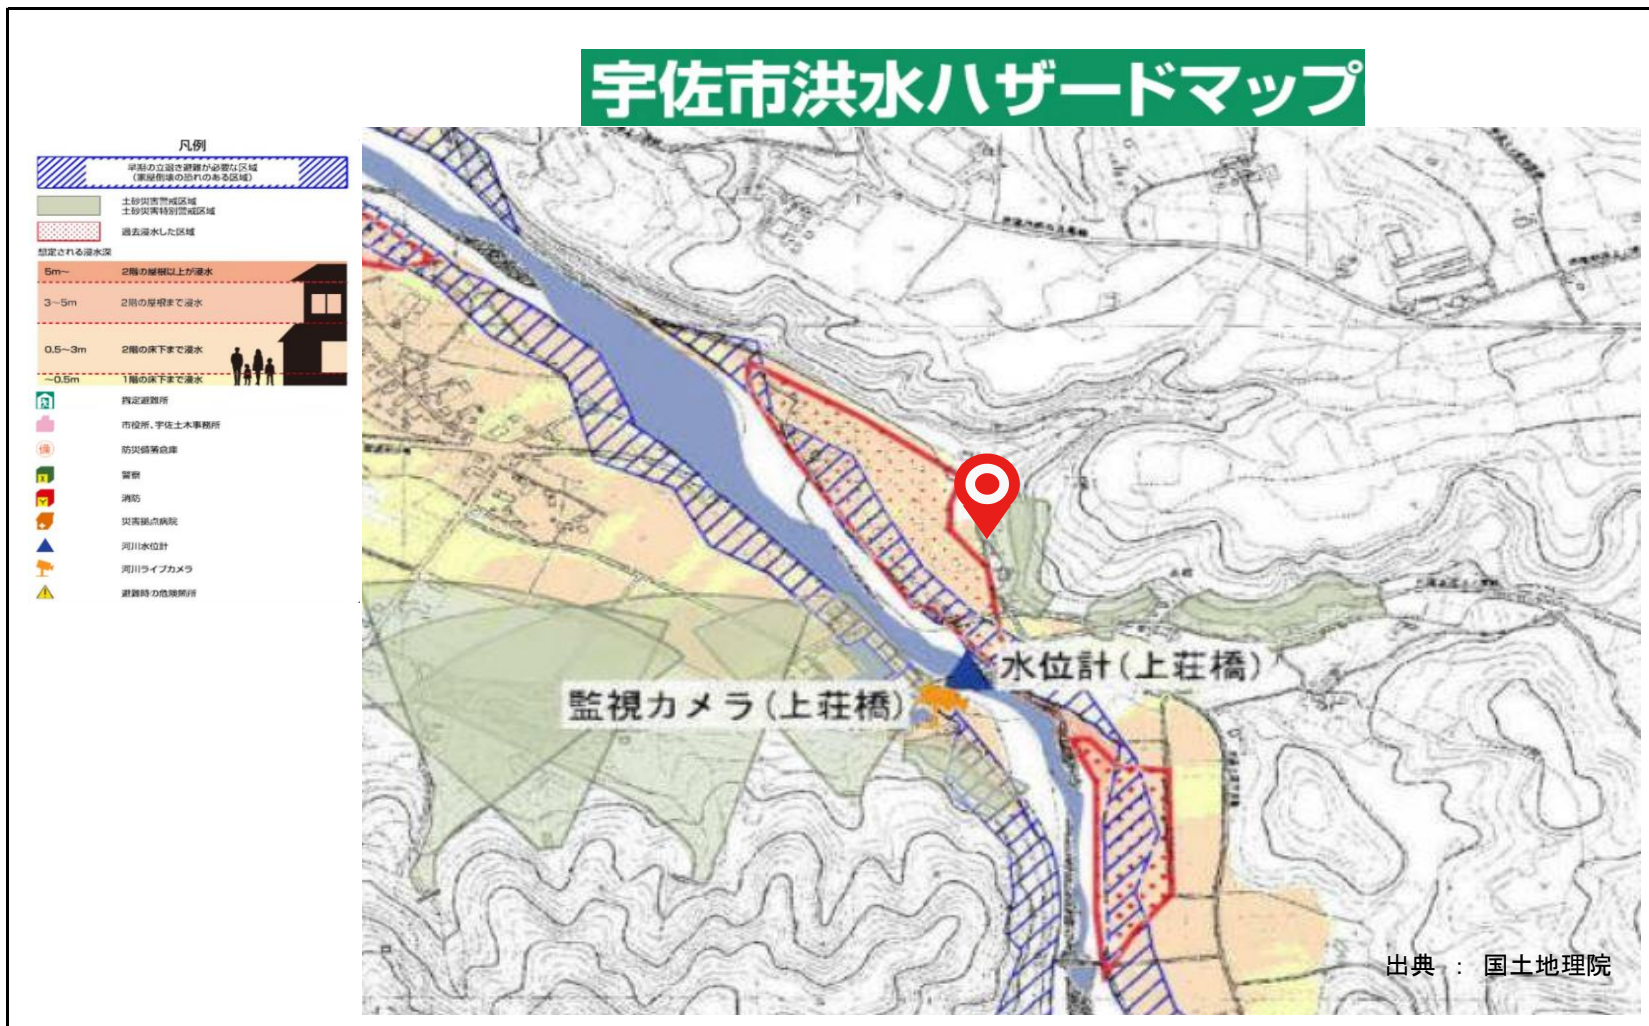 宇佐市洪水ハザードマップ
凡例
早期の立退き避難が必要な区域
(家屋倒壊の恐れのある区域)
土砂災害警戒区域
土砂災害特別警戒区域
過去浸水した区域
想定される浸水深
5m~ 2階の屋根以上が浸水
3~5m 2階の屋根まで浸水
0.5~3m 2階の床下まで浸水
~0.5m 1階の床下まで浸水
指定避難所
市役所、宇佐土木事務所
備 防災備蓄倉庫
警察
消防
災害拠点病院
河川水位計
河川ライブカメラ
避難時の危険箇所
水位計(上荘橋)
監視カメラ(上荘橋)
出典 : 国土地理院